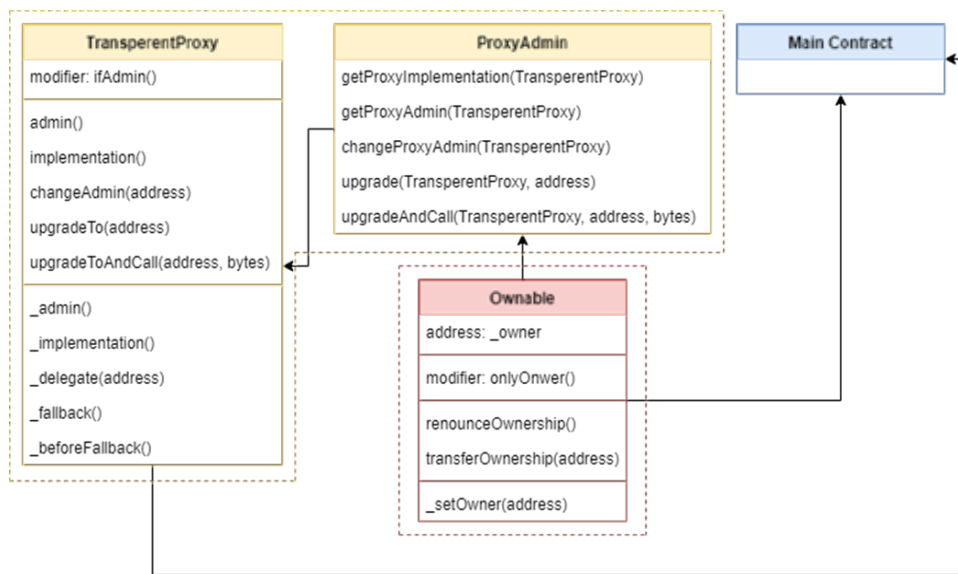 TransperentProxy
modifier: ifAdmin()
admin()
implementation()
changeAdmin(address)
upgradeTo(address)
upgradeToAndCall(address, bytes)
_admin()
_implementation()
_delegate(address)
_fallback()
_beforeFallback()
ProxyAdmin
getProxyImplementation(TransperentProxy)
getProxyAdmin(TransperentProxy)
changeProxyAdmin(TransperentProxy)
upgrade(TransperentProxy, address)
upgradeAndCall(TransperentProxy, address, bytes)
Ownable
address: _owner
modifier: onlyOnwer()
renounceOwnership()
transferOwnership(address)
_setOwner(address)
Main Contract